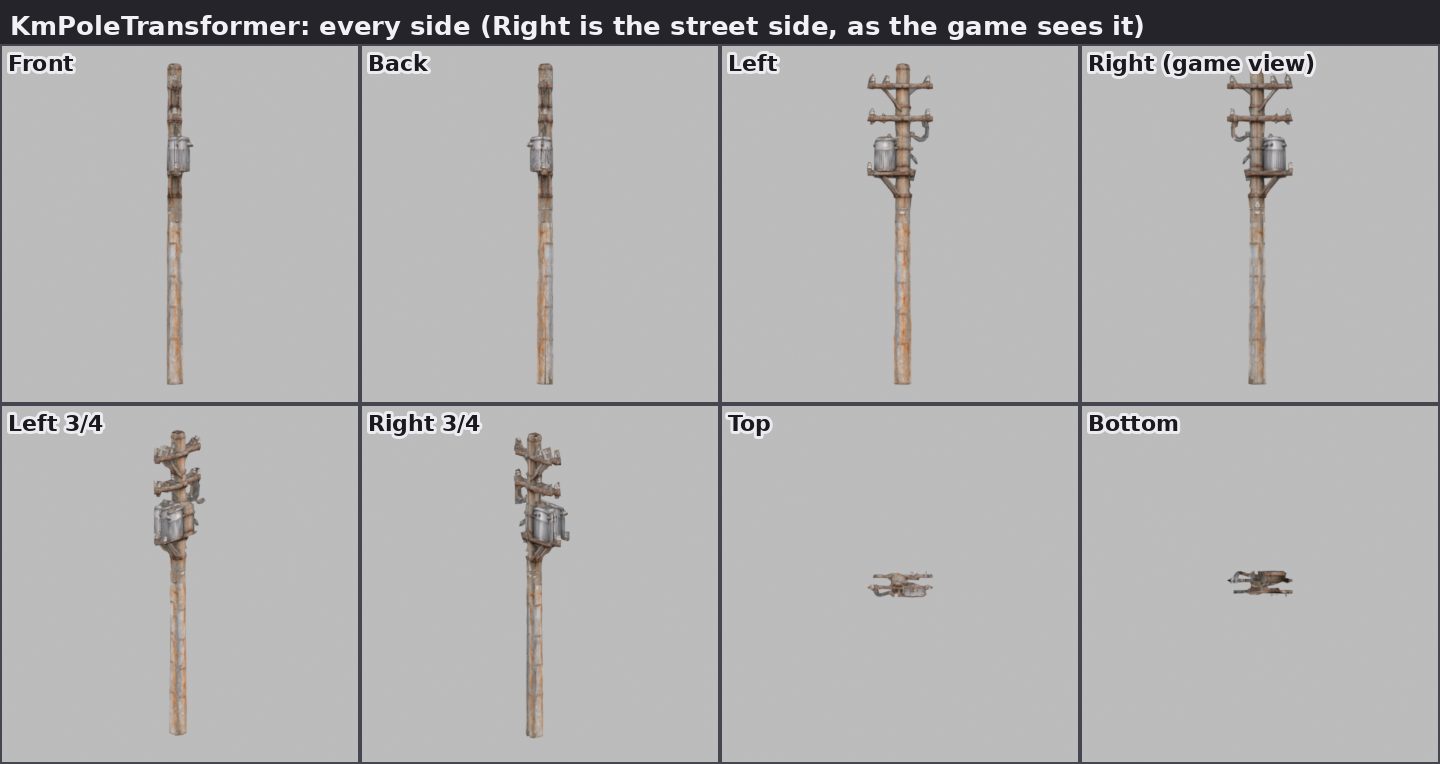 KmPoleTransformer: every side (Right is the street side, as the game sees it)
Front
Back
Left
Right (game view)
Left 3/4
Right 3/4
Top
Bottom